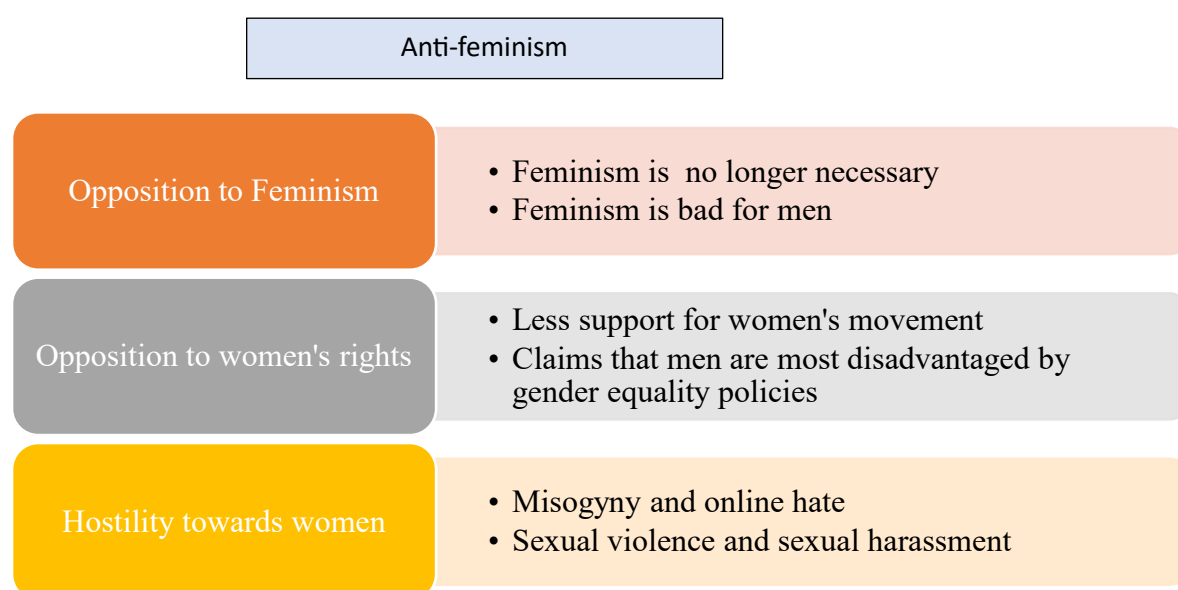 Anti-feminism
Opposition to Feminism
• Feminism is  no longer necessary
• Feminism is bad for men
Opposition to women's rights
• Less support for women's movement
• Claims that men are most disadvantaged by
gender equality policies
Hostility towards women
• Misogyny and online hate
• Sexual violence and sexual harassment